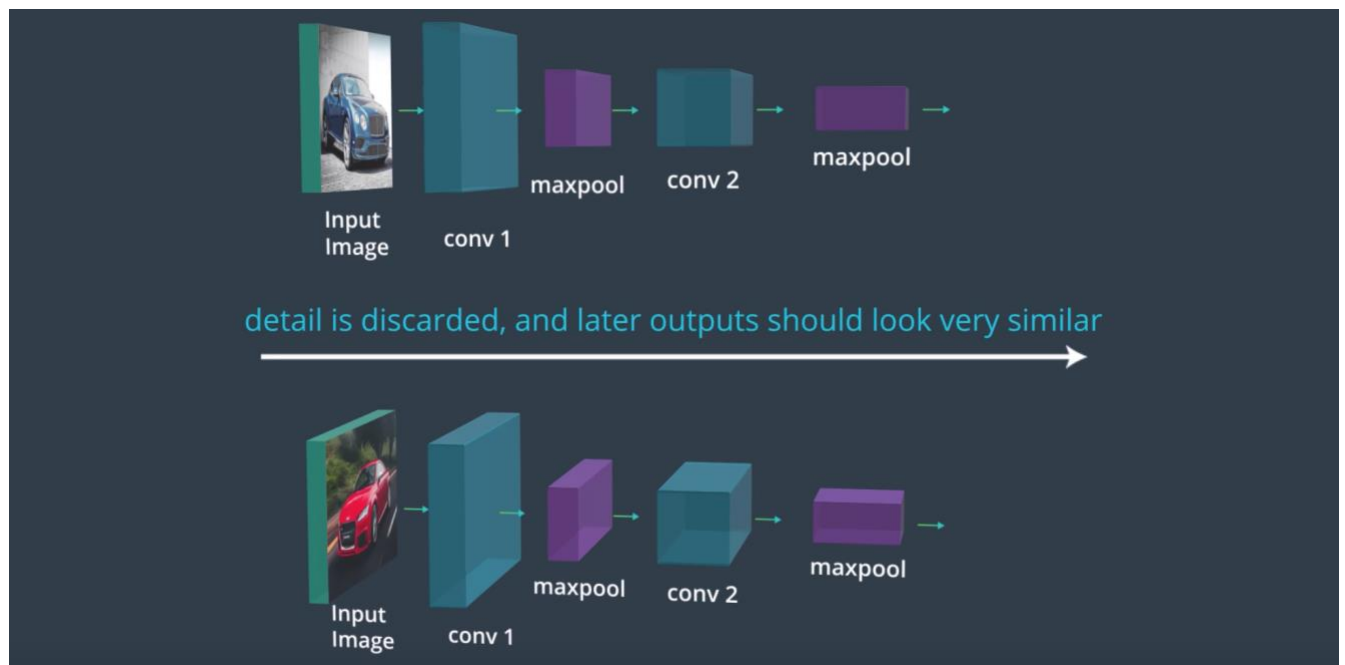 Input
Image
conv 1
maxpool
conv 2
maxpool
detail is discarded, and later outputs should look very similar
Input
Image
conv 1
maxpool
conv 2
maxpool